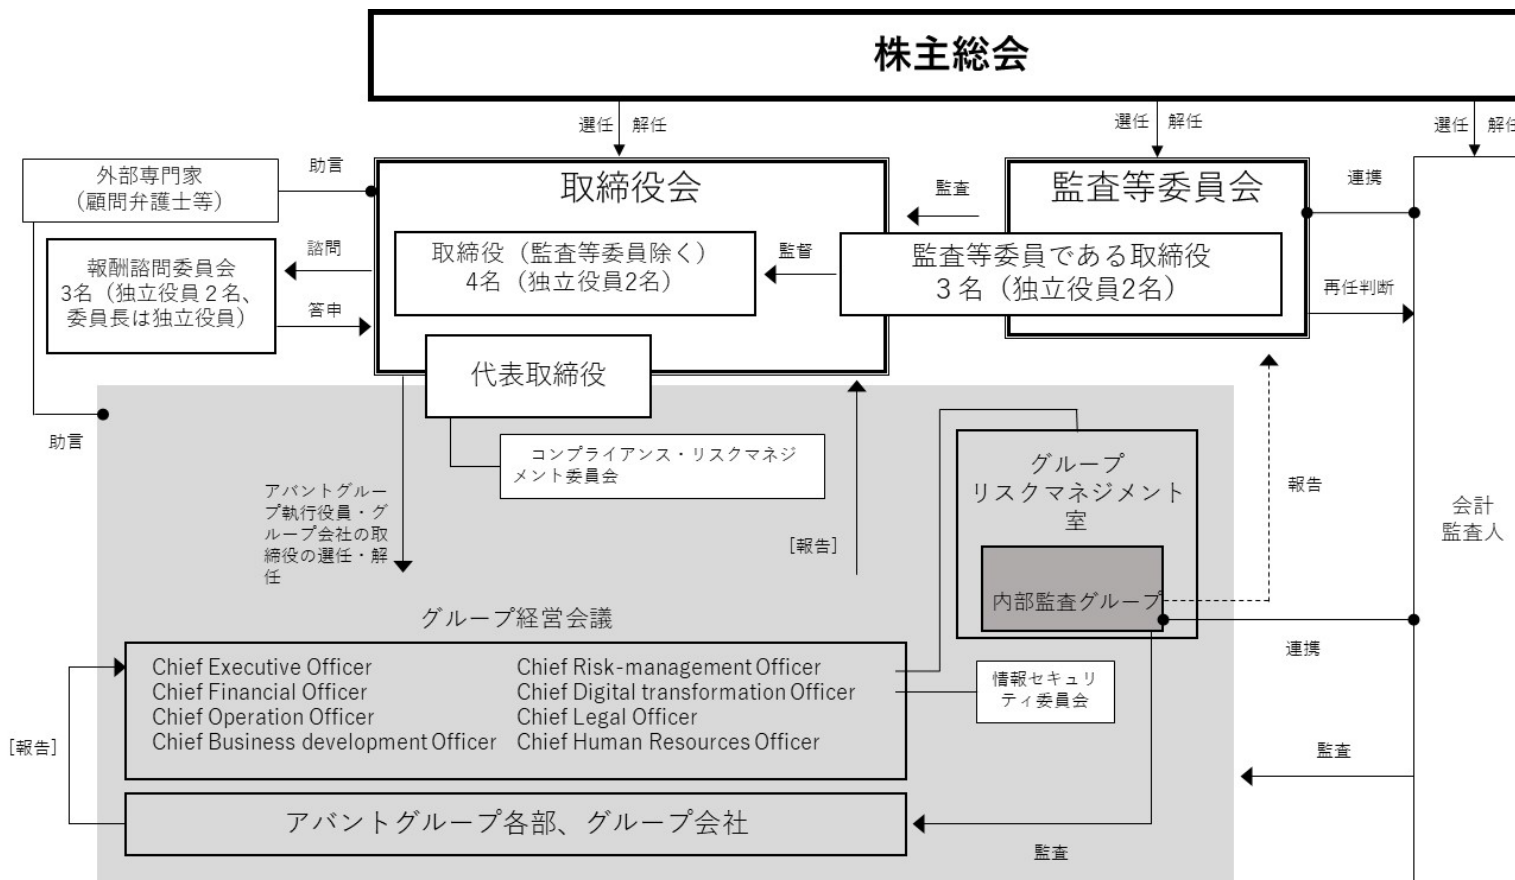 株主総会
選任 解任
選任 解任
選任 解任
外部専門家
（顧問弁護士等）
助言
取締役会
監査
監査等委員会
連携
報酬諮問委員会
3名（独立役員２名、
委員長は独立役員）
諮問
答申
取締役（監査等委員除く）
4名（独立役員2名）
監督
監査等委員である取締役
３名（独立役員2名）
再任判断
代表取締役
助言
コンプライアンス・リスクマネジ
メント委員会
アバントグルー
プ執行役員・グ
ループ会社の取
締役の選任・解
任
[報告]
グループ
リスクマネジメント
室
内部監査グループ
報告
会計
監査人
連携
グループ経営会議
Chief Executive Officer
Chief Financial Officer
Chief Operation Officer
Chief Business development Officer
Chief Risk-management Officer
Chief Digital transformation Officer
Chief Legal Officer
Chief Human Resources Officer
情報セキュリ
ティ委員会
[報告]
監査
アバントグループ各部、グループ会社
監査